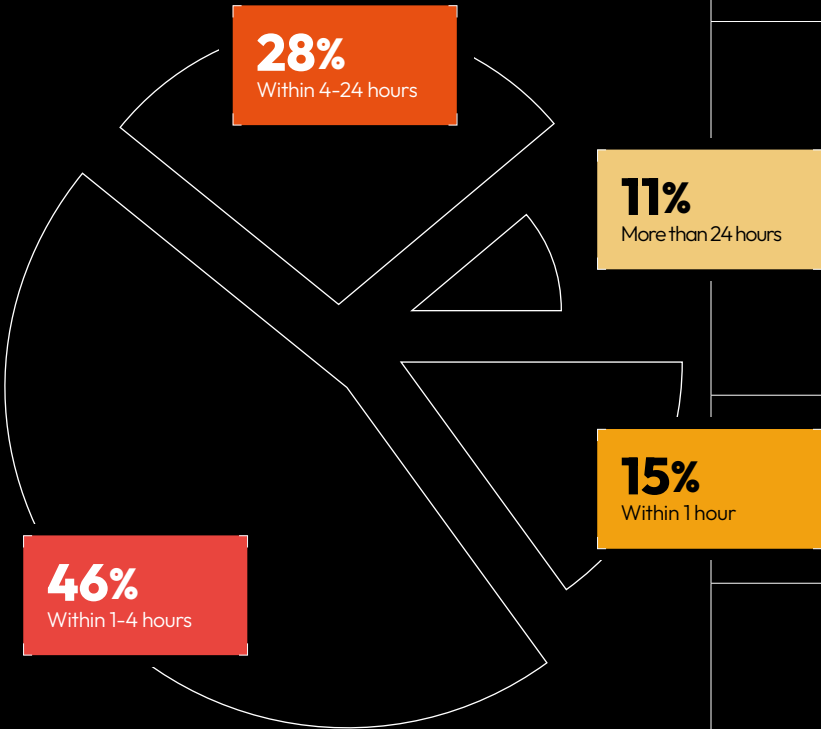 28%
Within 4-24 hours
11%
More than 24 hours
15%
Within 1 hour
46%
Within 1-4 hours